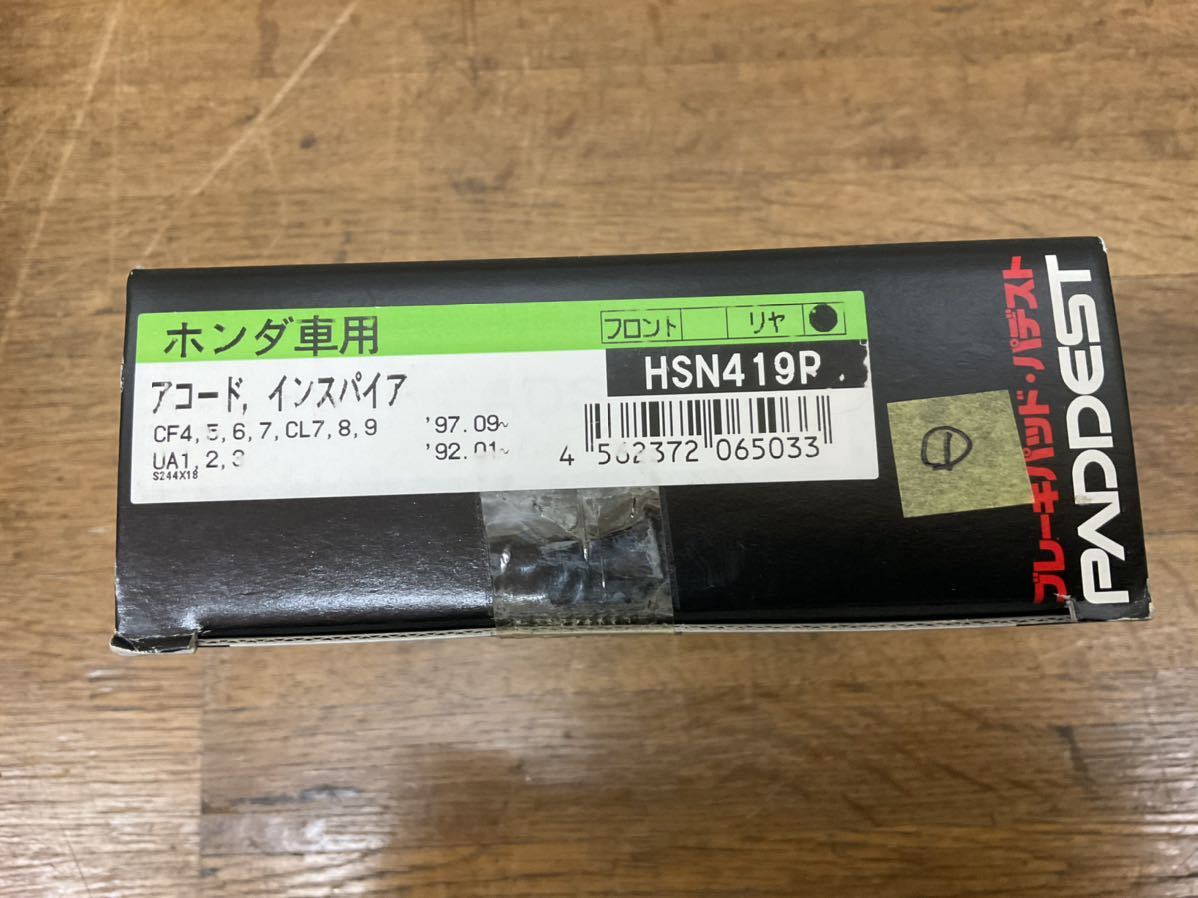 ホンダ車用
フロント リヤ ●
アコード, インスパイア
HSN419P
CF4, 5, 6, 7, CL7, 8, 9 '97.09~
UA1, 2, 3 '92.01~
S244X18
4 562372 065033
①
ブレーキパッド・パデスト
PADDEST